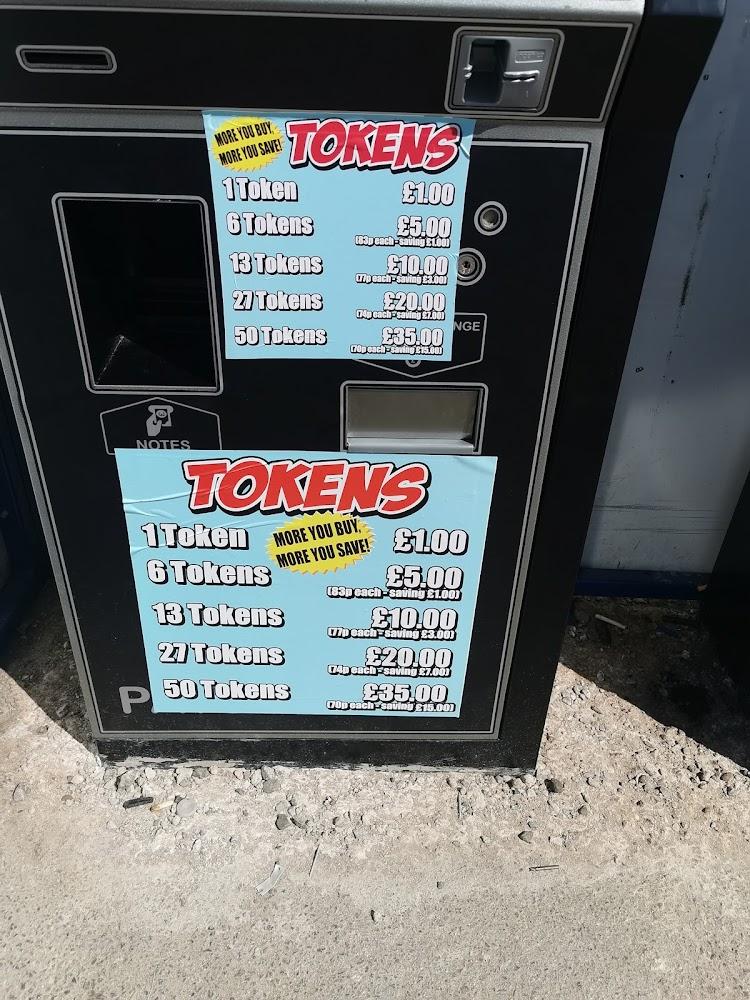 MORE YOU BUY,
MORE YOU SAVE!
TOKENS
1 Token £1.00
6 Tokens £5.00
(83p each - saving £1.00)
13 Tokens £10.00
(77p each - saving £3.00)
27 Tokens £20.00
(74p each - saving £7.00)
50 Tokens £35.00
(70p each - saving £15.00)
NGE
NOTES
TOKENS
1 Token £1.00
MORE YOU BUY,
MORE YOU SAVE!
6 Tokens £5.00
(83p each - saving £1.00)
13 Tokens £10.00
(77p each - saving £3.00)
27 Tokens £20.00
(74p each - saving £7.00)
50 Tokens £35.00
(70p each - saving £15.00)
P